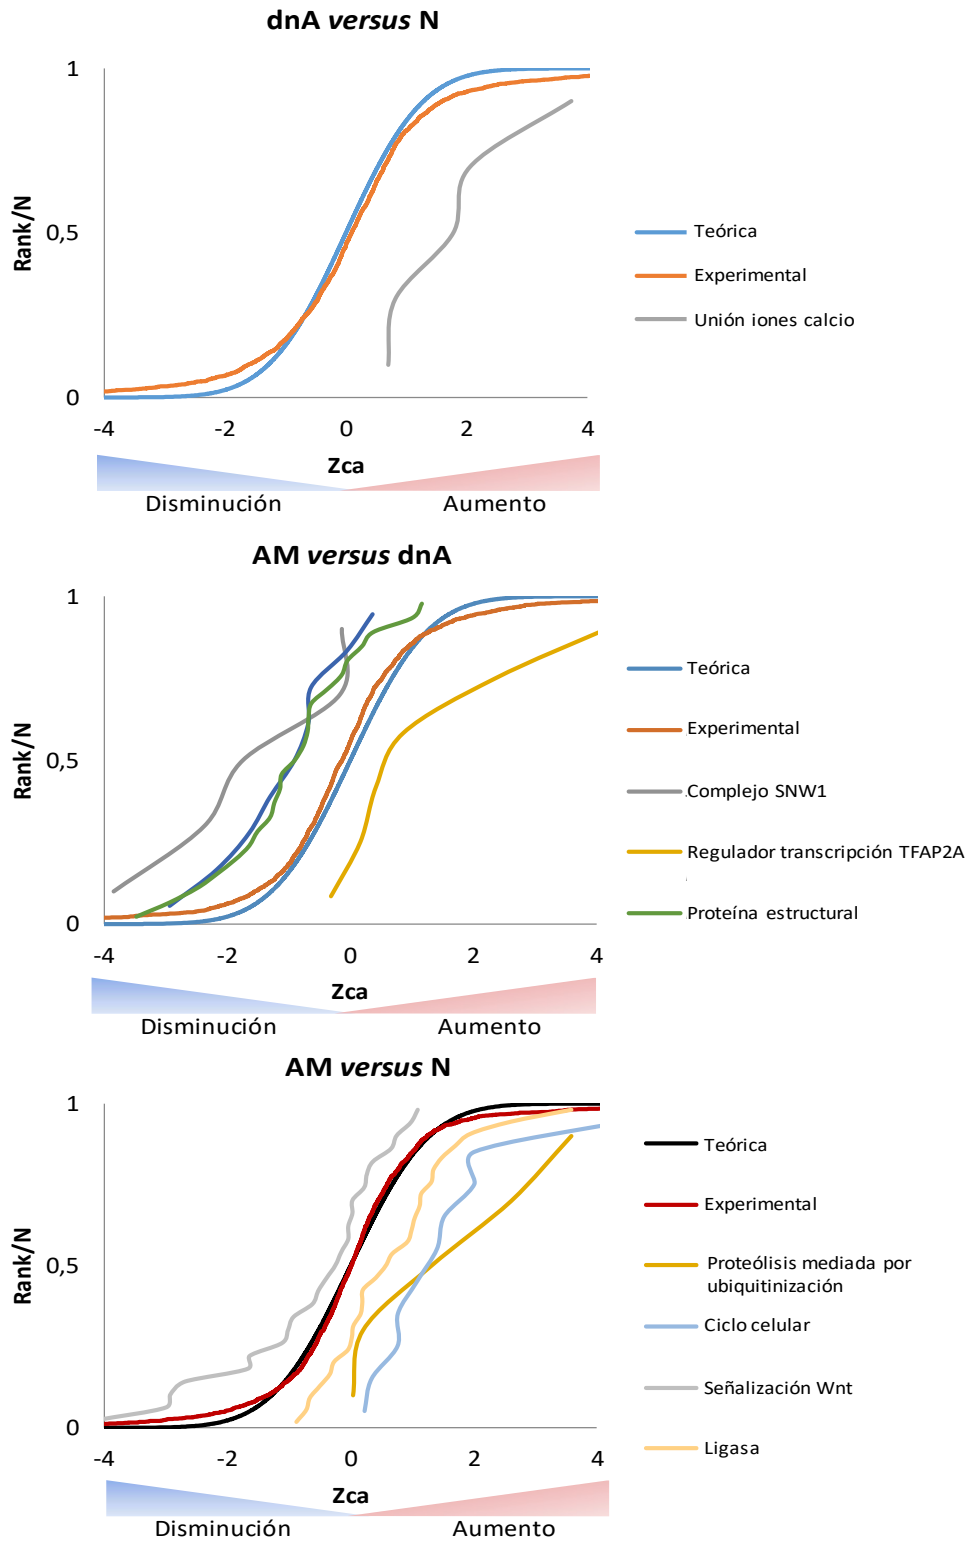 dnA versus N
1
0,5
0
Rank/N
-4 -2 0 2 4
Zca
Disminución Aumento
Teórica
Experimental
Unión iones calcio
AM versus dnA
1
0,5
0
Rank/N
-4 -2 0 2 4
Zca
Disminución Aumento
Teórica
Experimental
Complejo SNW1
Regulador transcripción TFAP2A
Proteína estructural
AM versus N
1
0,5
0
Rank/N
-4 -2 0 2 4
Zca
Disminución Aumento
Teórica
Experimental
Proteólisis mediada por
ubiquitinización
Ciclo celular
Señalización Wnt
Ligasa